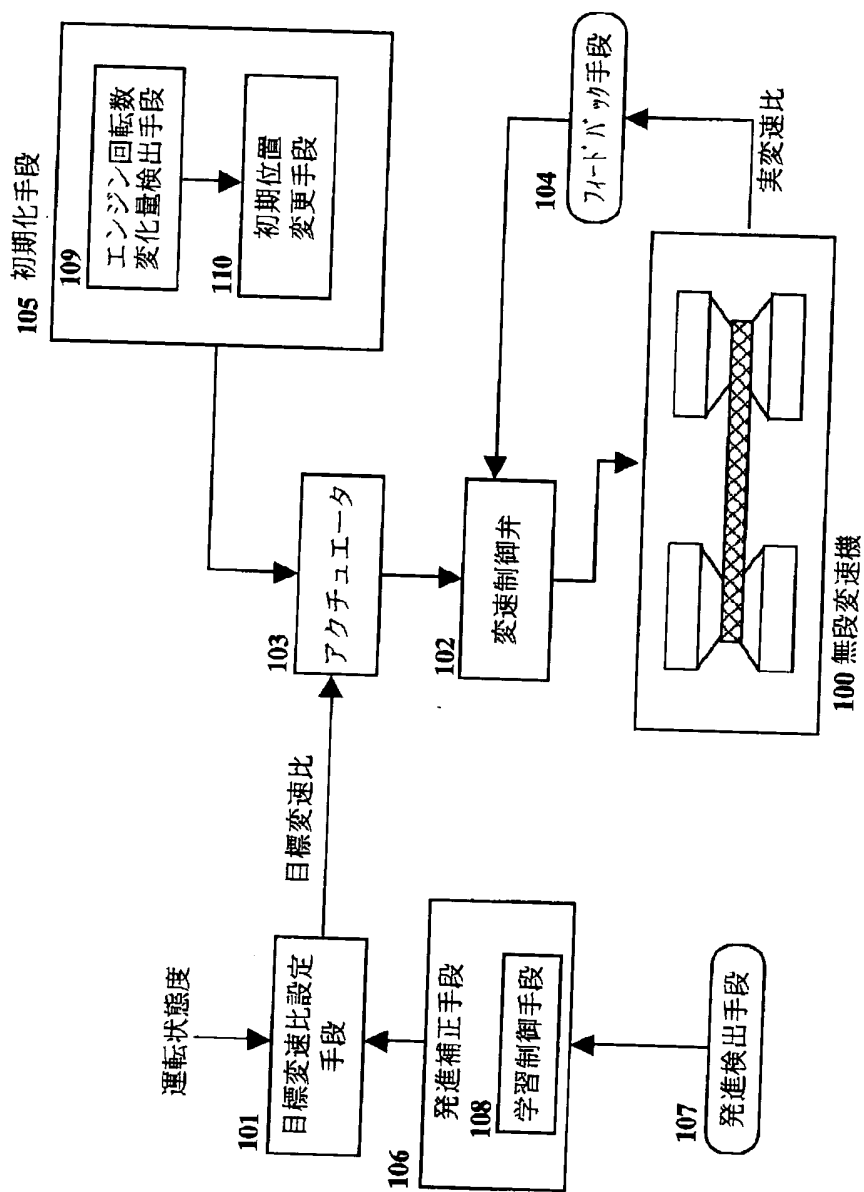 運転状態度
101
目標変速比設定
手段
目標変速比
106
発進補正手段
108
学習制御手段
107
発進検出手段
103
アクチュエータ
102
変速制御弁
105 初期化手段
109
エンジン回転数
変化量検出手段
110
初期位置
変更手段
104
フィードバック手段
実変速比
100 無段変速機